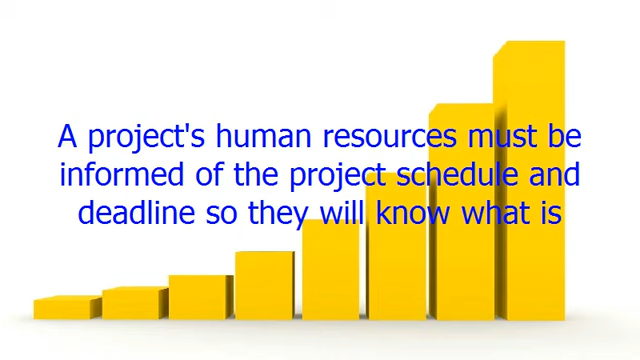 A project's human resources must be
informed of the project schedule and
deadline so they will know what is